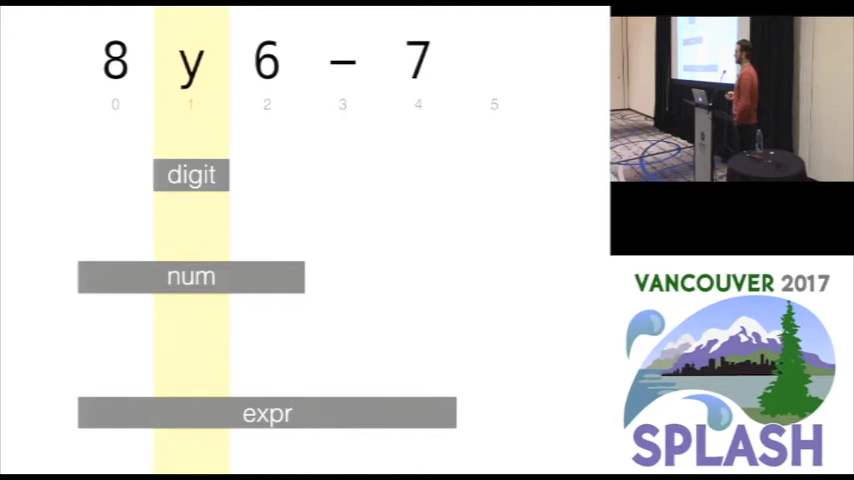 8 y 6 – 7
0 1 2 3 4 5
digit
num
expr
VANCOUVER 2017
SPLASH